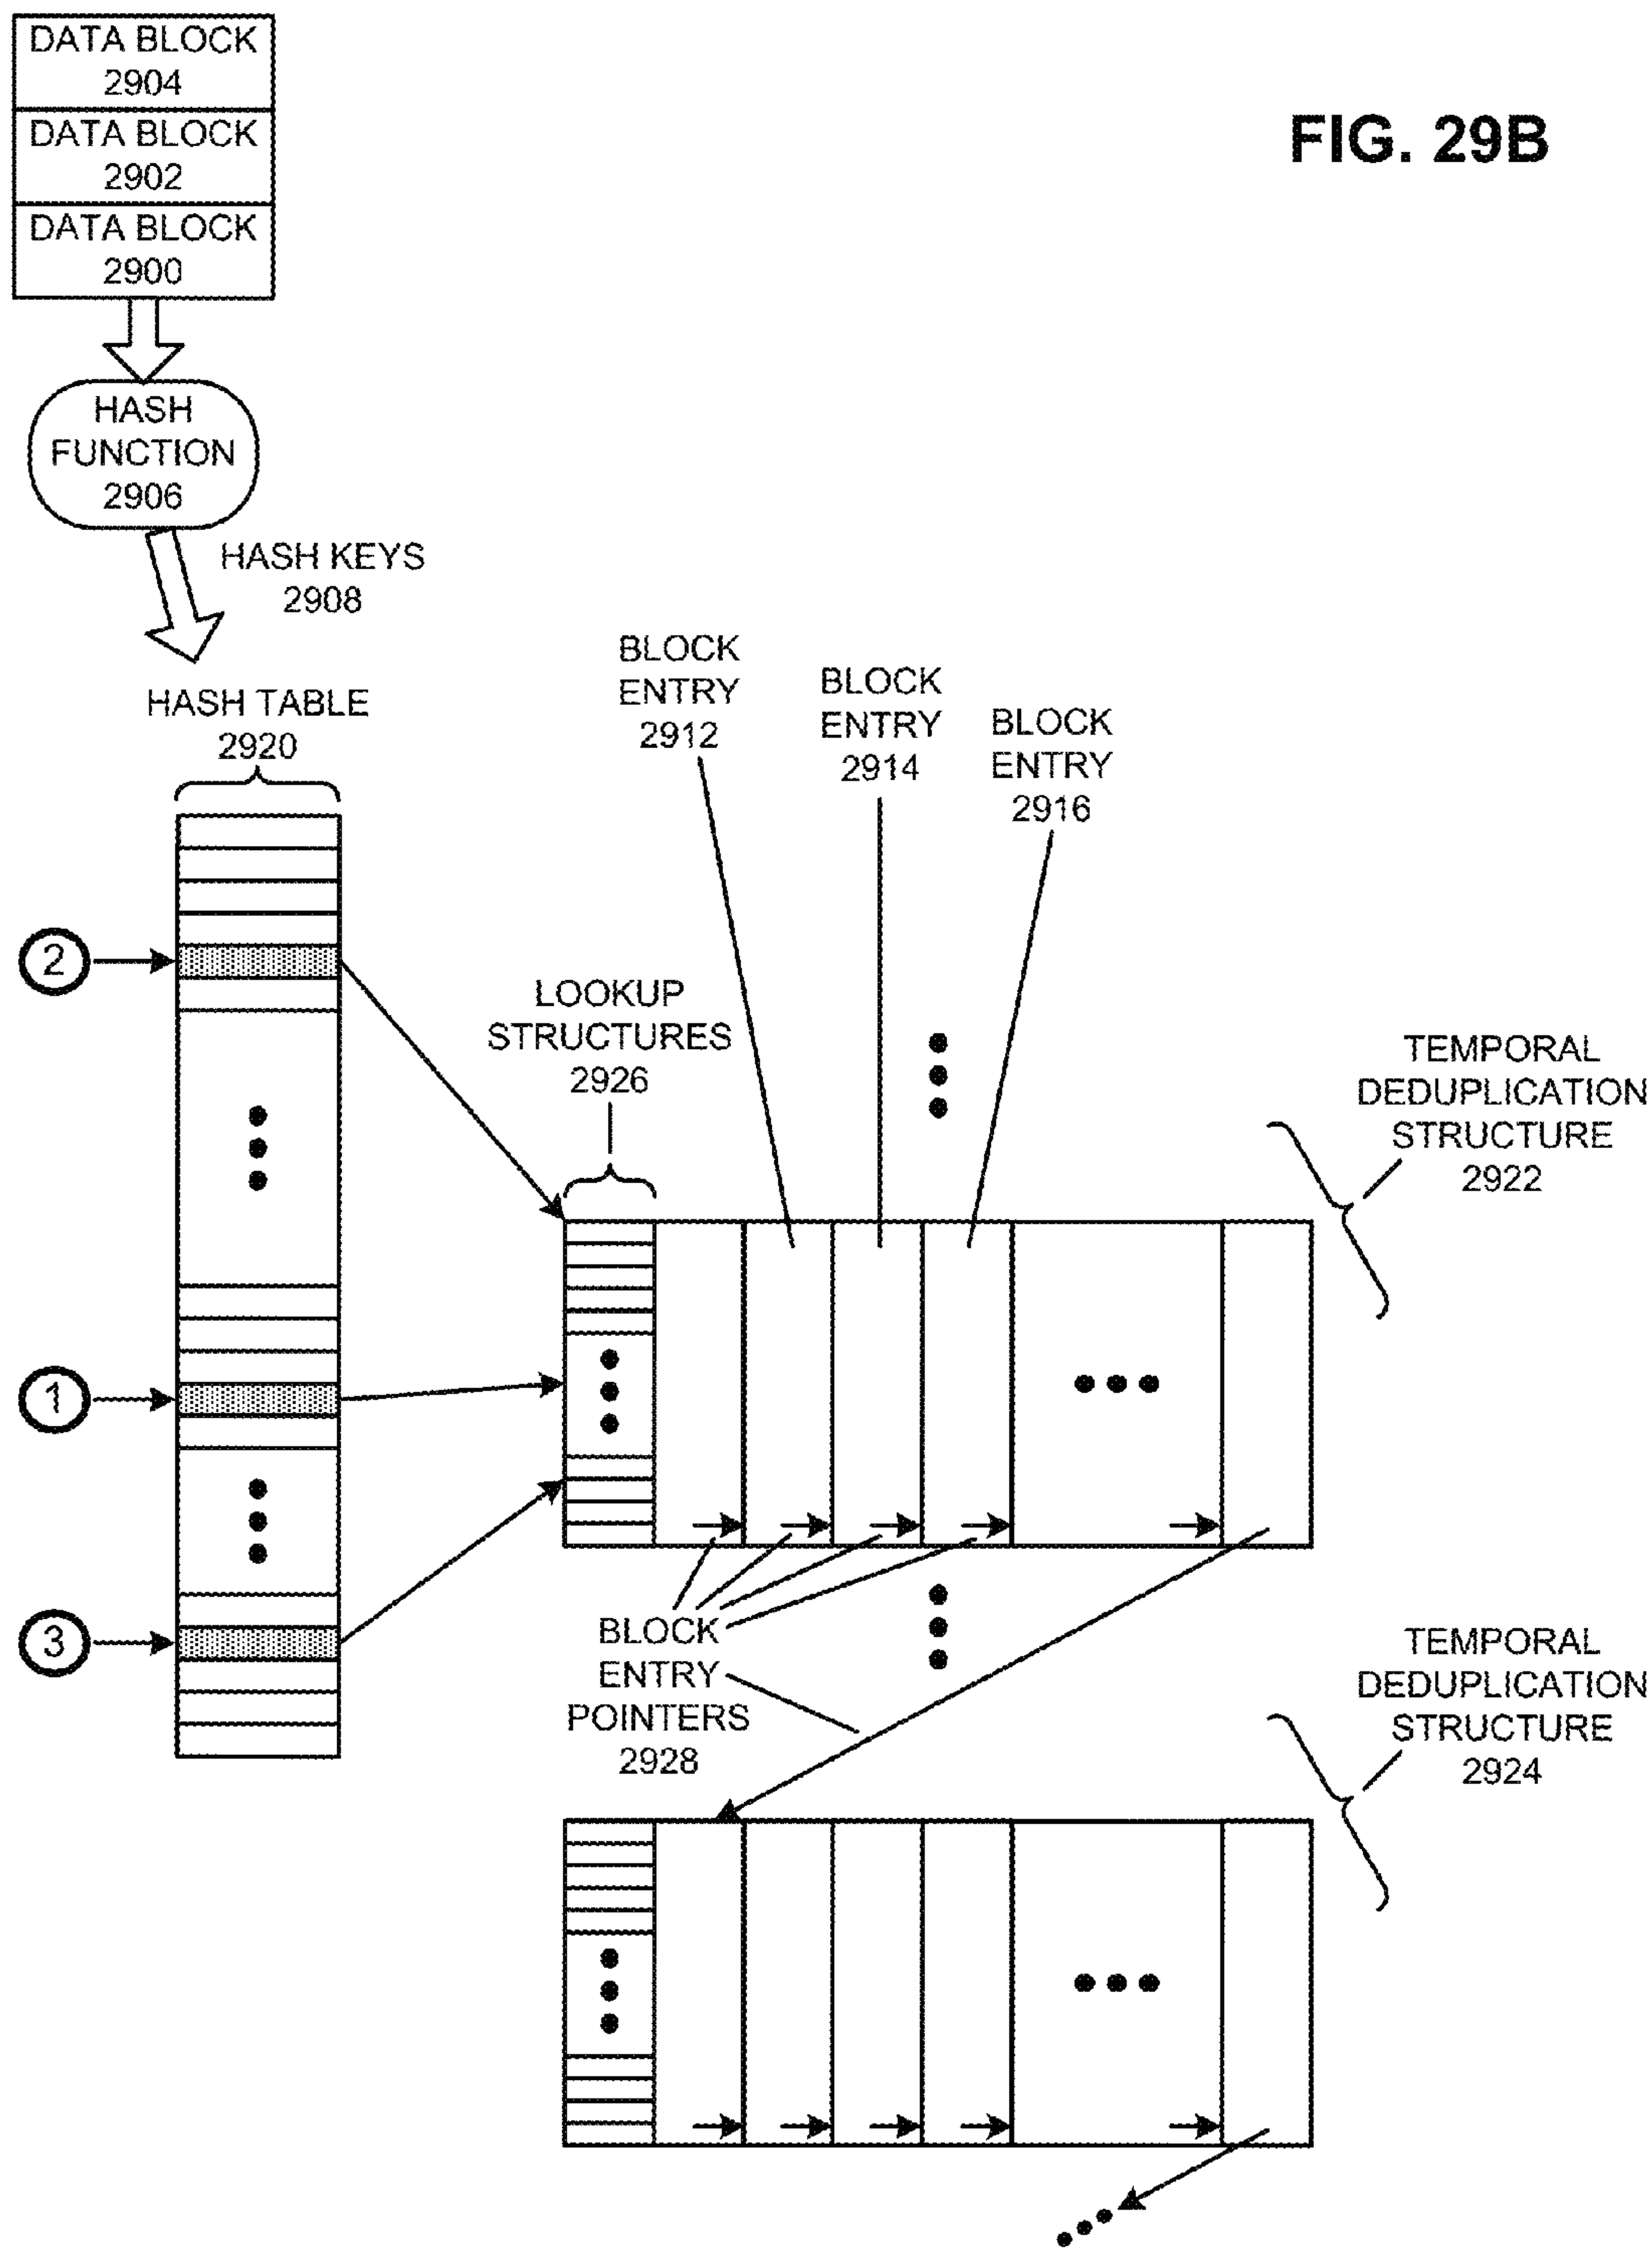 DATA BLOCK
2904
DATA BLOCK
2902
DATA BLOCK
2900
FIG. 29B
HASH
FUNCTION
2906
HASH KEYS
2908
HASH TABLE
2920
BLOCK
ENTRY
2912
BLOCK
ENTRY
2914
BLOCK
ENTRY
2916
2
LOOKUP
STRUCTURES
2926
TEMPORAL
DEDUPLICATION
STRUCTURE
2922
1
3
BLOCK
ENTRY
POINTERS
2928
TEMPORAL
DEDUPLICATION
STRUCTURE
2924